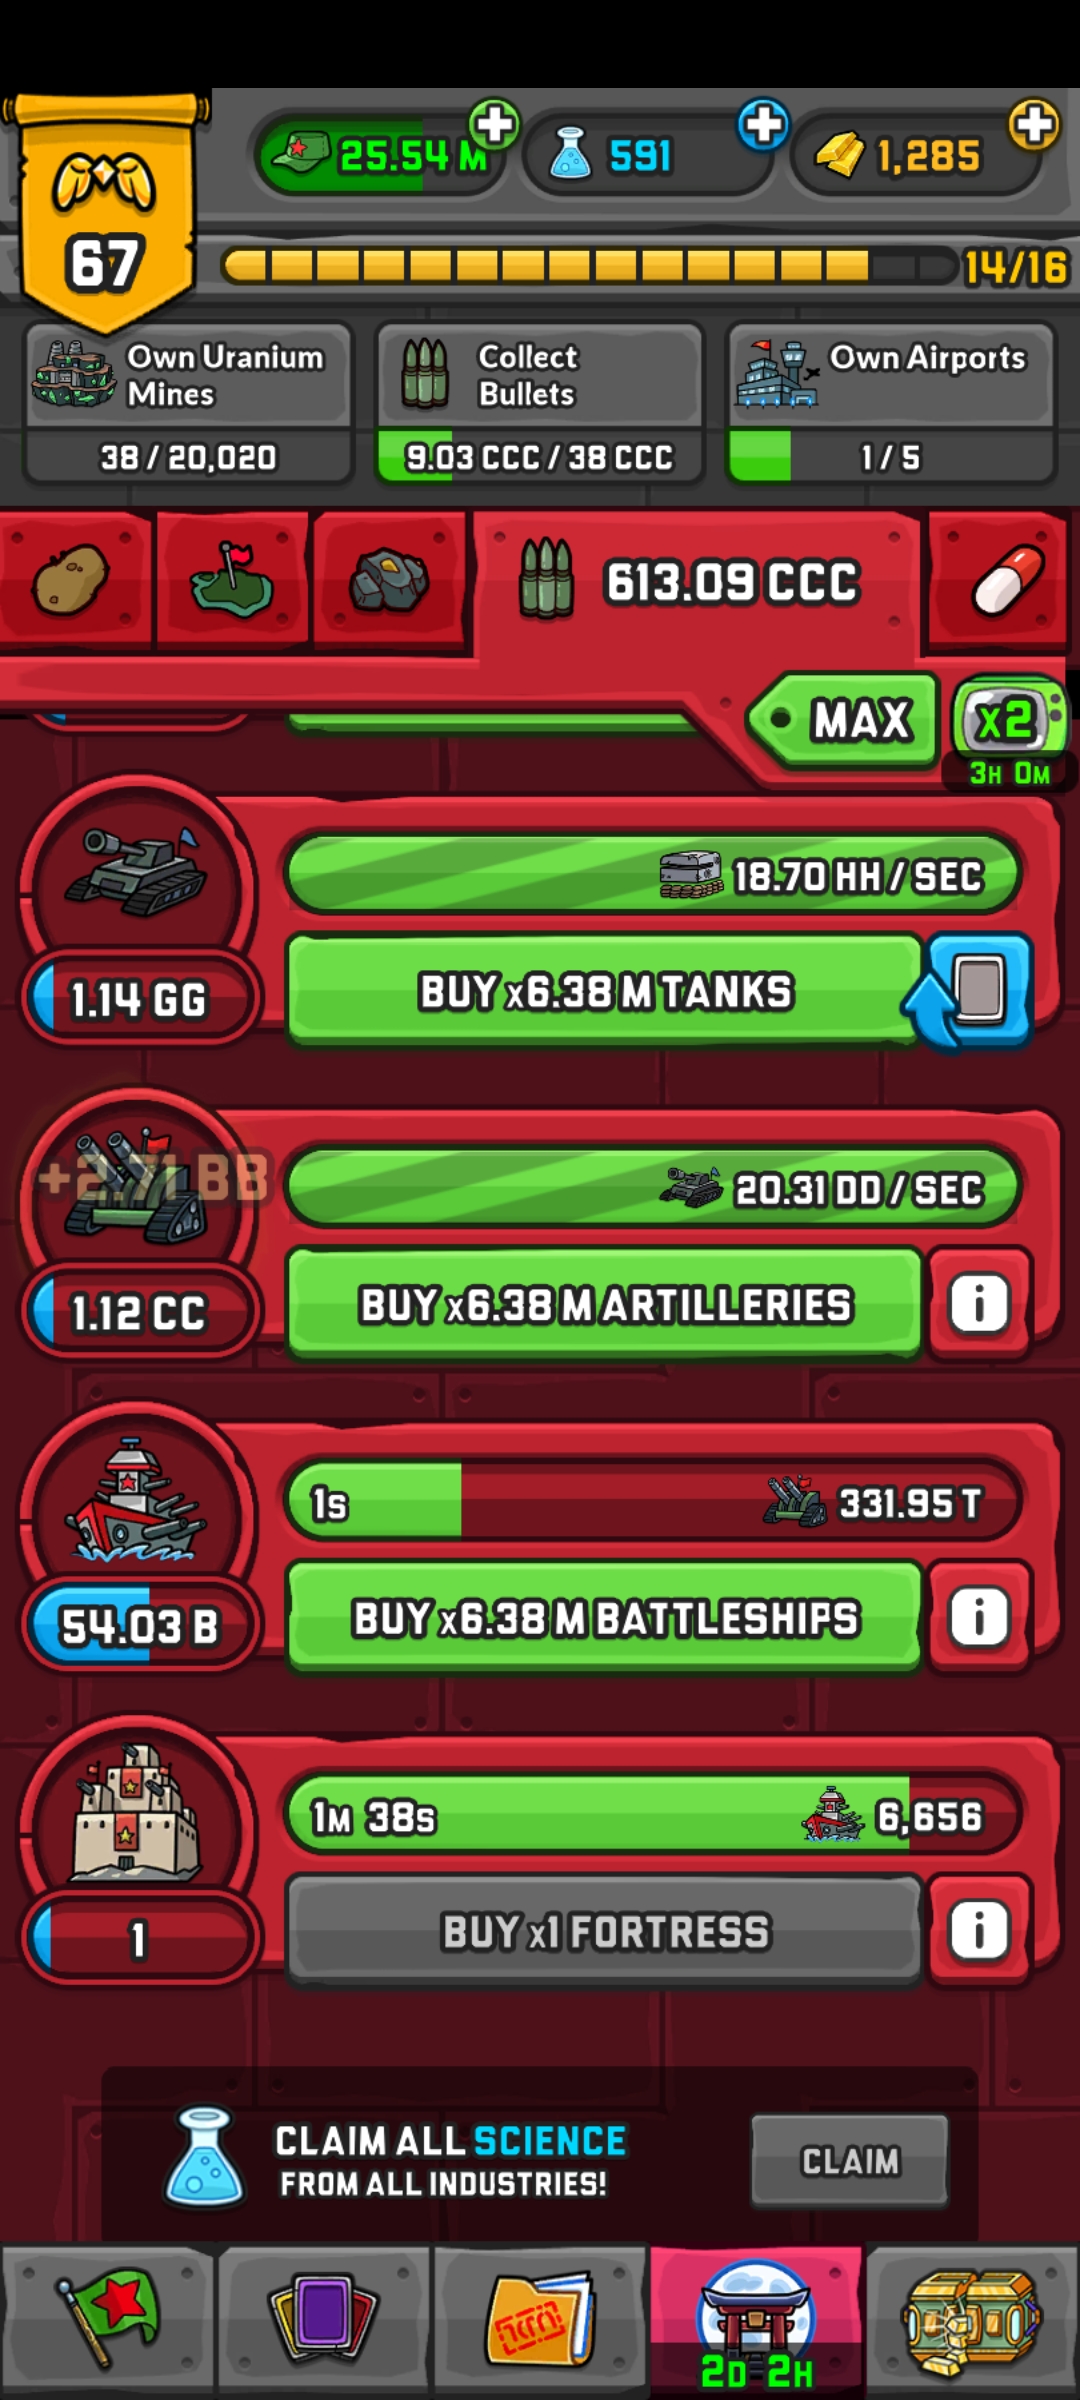 25.54 M
591
1,285
67
14/16
Own Uranium
Mines
38 / 20,020
Collect
Bullets
9.03 CCC / 38 CCC
Own Airports
1 / 5
613.09 CCC
MAX
x2
3H 0M
18.70 HH / SEC
1.14 GG
BUY x6.38 M TANKS
+2.71 BB
20.31 DD / SEC
1.12 CC
BUY x6.38 M ARTILLERIES
i
1S
331.95 T
54.03 B
BUY x6.38 M BATTLESHIPS
i
1M 38S
6,656
1
BUY x1 FORTRESS
i
CLAIM ALL SCIENCE
FROM ALL INDUSTRIES!
CLAIM
2D 2H